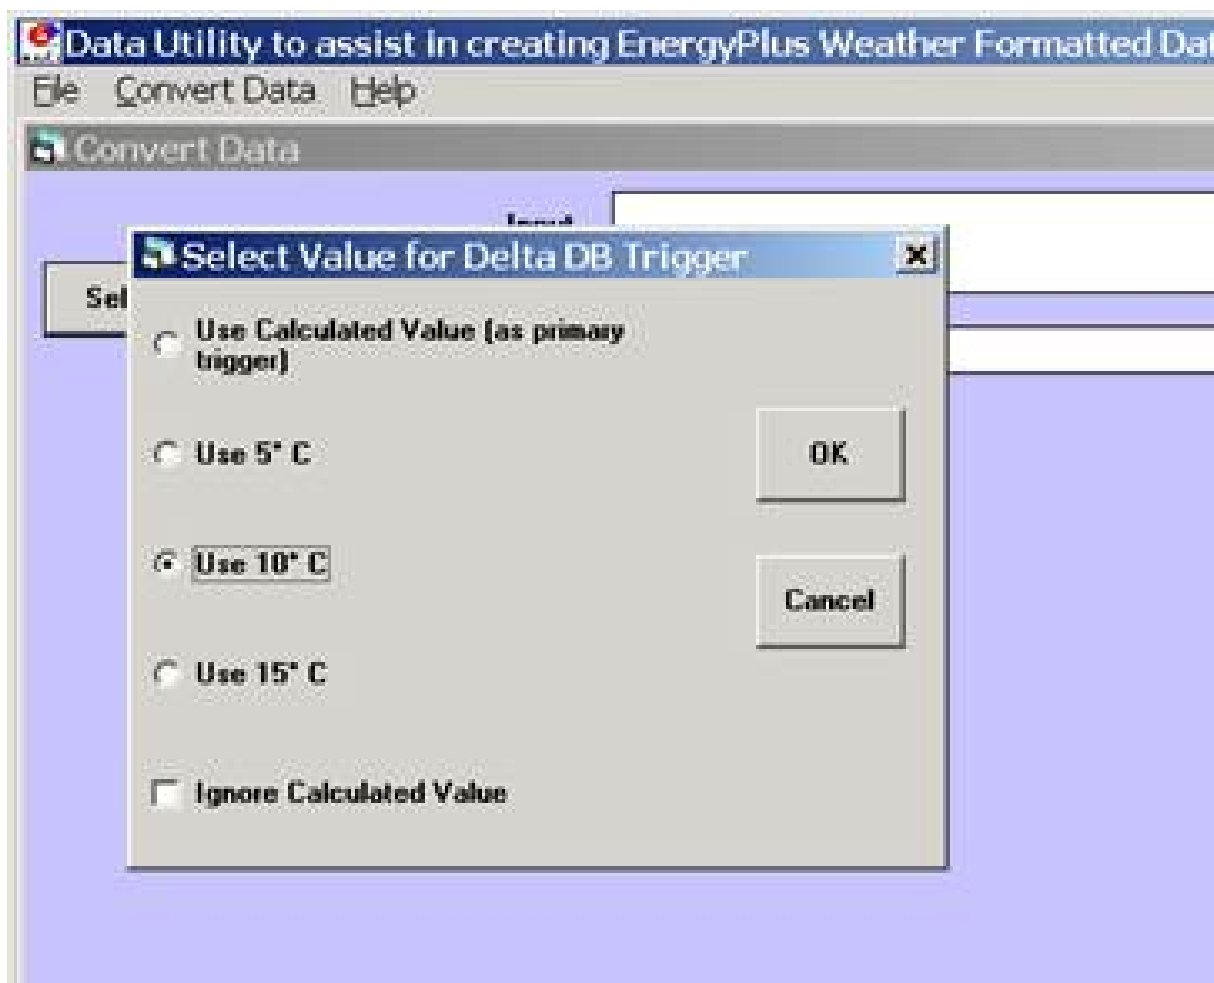 Data Utility to assist in creating EnergyPlus Weather Formatted Dat
File Convert Data Help
Convert Data
Input
Select Value for Delta DB Trigger
Sel
Use Calculated Value (as primary
trigger)
Use 5° C
OK
Use 10° C
Cancel
Use 15° C
Ignore Calculated Value